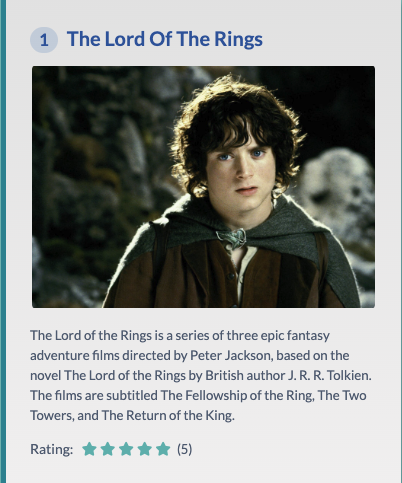 1 The Lord Of The Rings
The Lord of the Rings is a series of three epic fantasy
adventure films directed by Peter Jackson, based on the
novel The Lord of the Rings by British author J. R. R. Tolkien.
The films are subtitled The Fellowship of the Ring, The Two
Towers, and The Return of the King.
Rating: ★★★★★ (5)